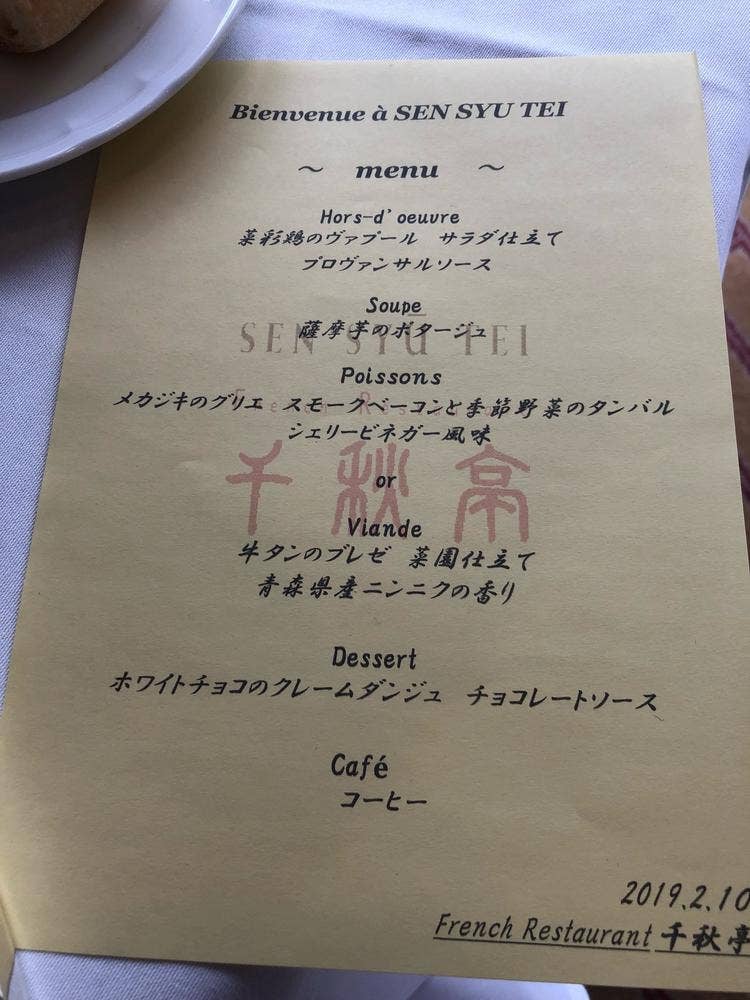 Bienvenue à SEN SYU TEI
～ menu ～
Hors-d'oeuvre
菜彩鶏のヴァプール サラダ仕立て
プロヴァンサルソース
Soupe
薩摩芋のポタージュ
SEN SYŪ TEI
Poissons
メカジキのグリエ スモークベーコンと季節野菜のタンバル
French Restaurant
シェリービネガー風味
千秋亭
or
Viande
牛タンのブレゼ 菜園仕立て
青森県産ニンニクの香り
Dessert
ホワイトチョコのクレームダンジュ チョコレートソース
Café
コーヒー
2019.2.10
French Restaurant 千秋亭